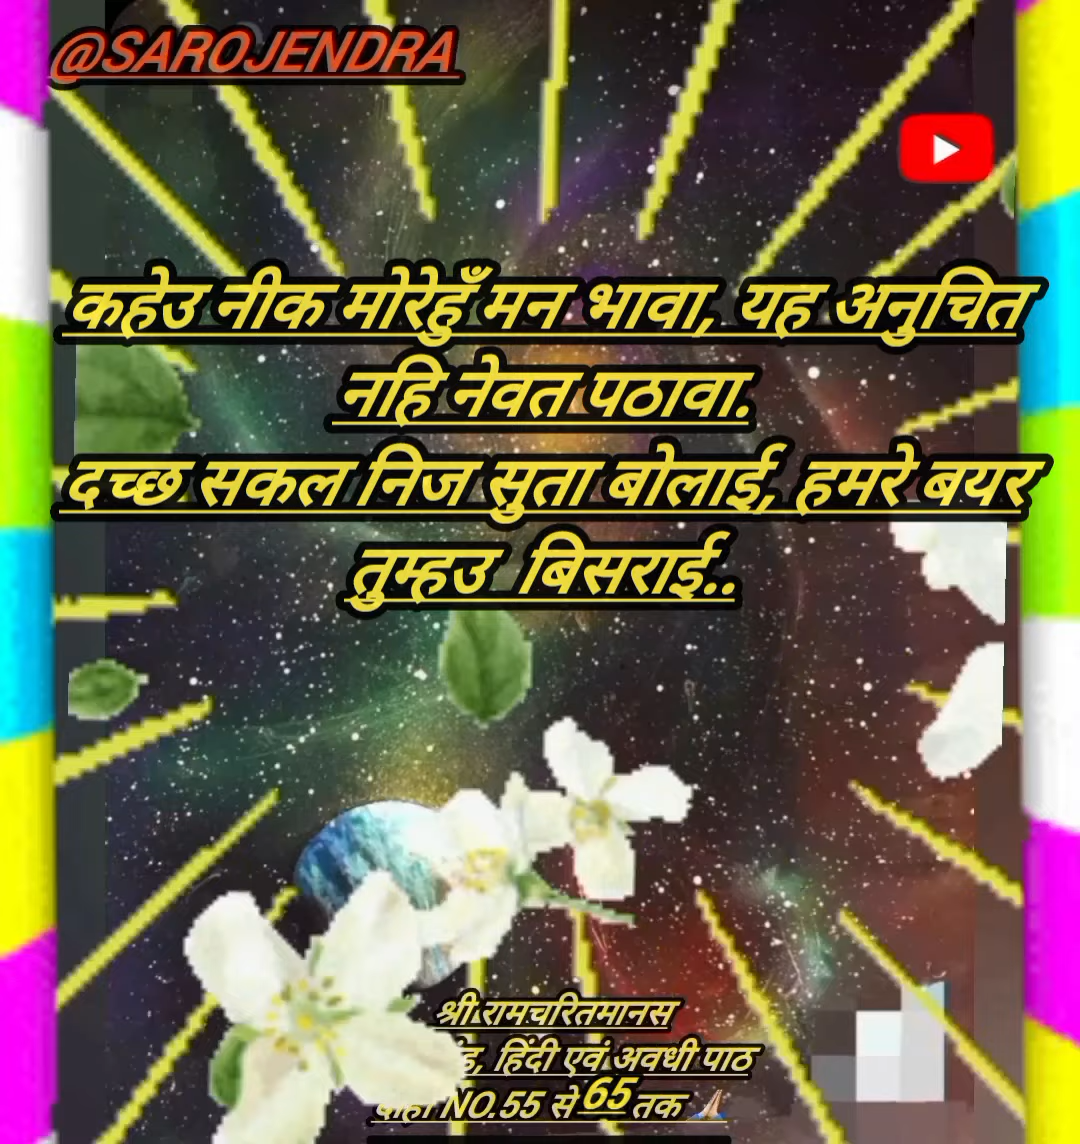 @SAROJENDRA
कहेउ नीक मोरेहुँ मन भावा, यह अनुचित
नहि नेवत पठावा.
दच्छ सकल निज सुता बोलाई, हमरे बयर
तुम्हउ बिसराई..
श्री रामचरितमानस
हिंदी एवं अवधी पाठ
NO.55 से 65 तक 🙏🏻